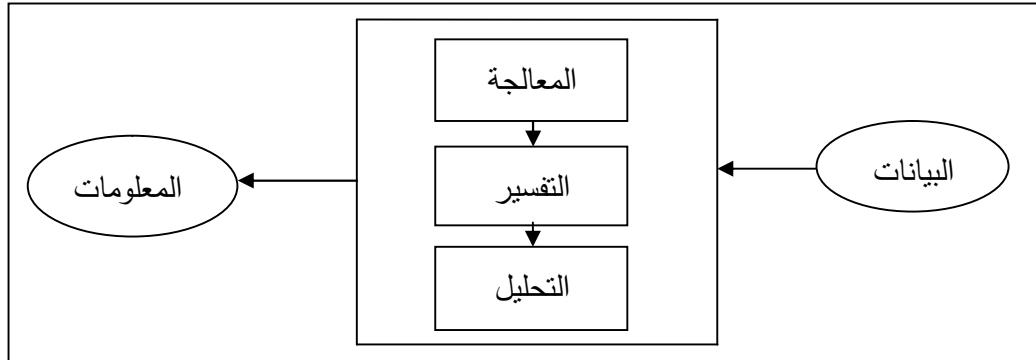 البيانات
المعالجة
التفسير
التحليل
المعلومات